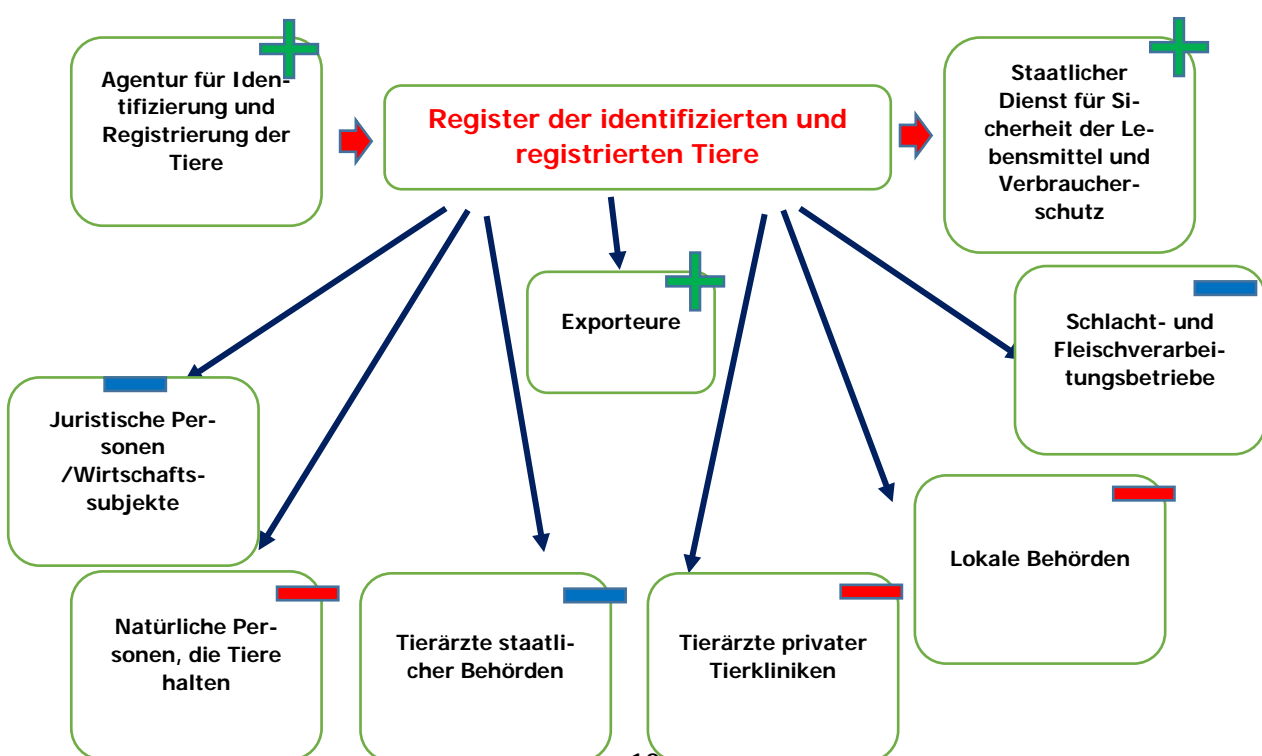 Agentur für Iden-
tifizierung und
Registrierung der
Tiere
Register der identifizierten und
registrierten Tiere
Staatlicher
Dienst für Si-
cherheit der Le-
bensmittel und
Verbraucher-
schutz
Exporteure
Schlacht- und
Fleischverarbei-
tungsbetriebe
Juristische Per-
sonen
/Wirtschafts-
subjekte
Lokale Behörden
Natürliche Per-
sonen, die Tiere
halten
Tierärzte staatli-
cher Behörden
Tierärzte privater
Tierkliniken